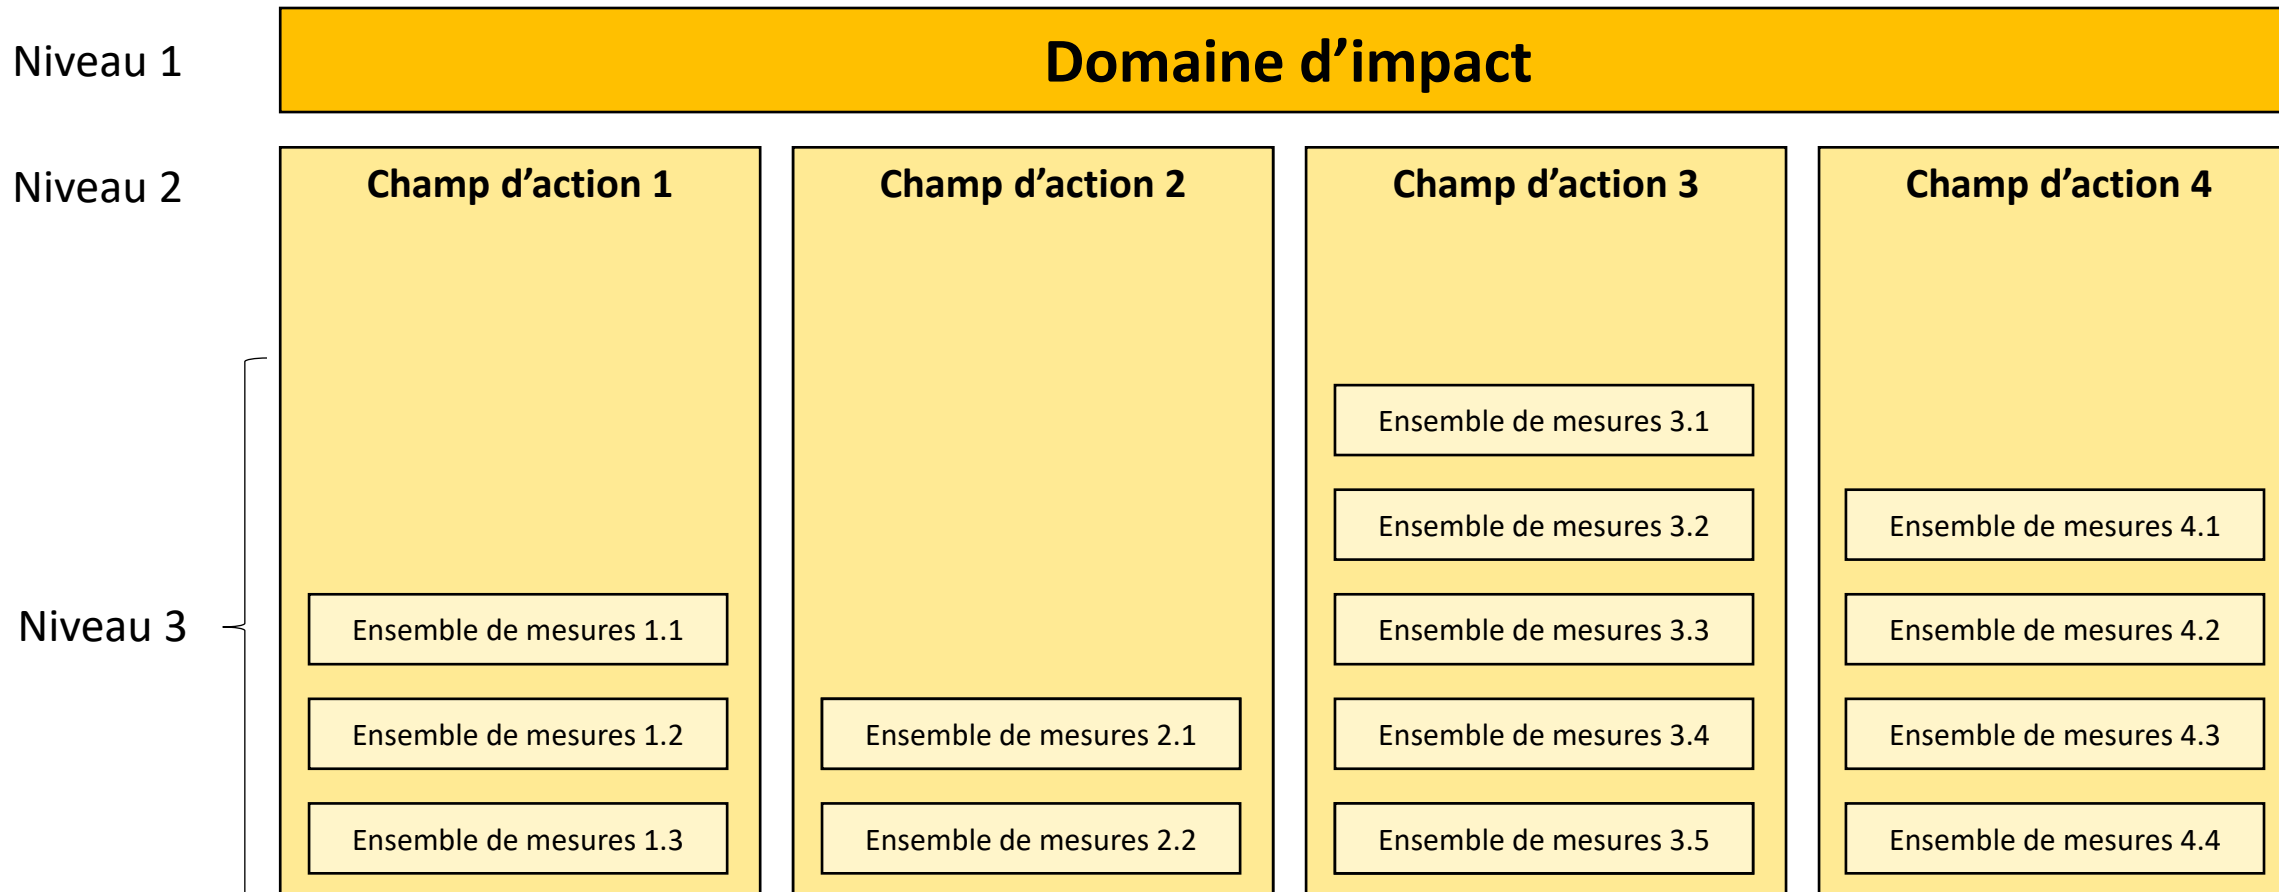 Niveau 1
Domaine d’impact
Niveau 2
Champ d’action 1
Champ d’action 2
Champ d’action 3
Champ d’action 4
Niveau 3
Ensemble de mesures 1.1
Ensemble de mesures 1.2
Ensemble de mesures 1.3
Ensemble de mesures 2.1
Ensemble de mesures 2.2
Ensemble de mesures 3.1
Ensemble de mesures 3.2
Ensemble de mesures 3.3
Ensemble de mesures 3.4
Ensemble de mesures 3.5
Ensemble de mesures 4.1
Ensemble de mesures 4.2
Ensemble de mesures 4.3
Ensemble de mesures 4.4